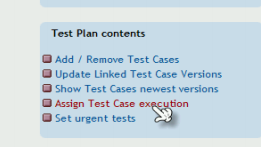 Test Plan contents
Add / Remove Test Cases
Update Linked Test Case Versions
Show Test Cases newest versions
Assign Test Case execution
Set urgent tests